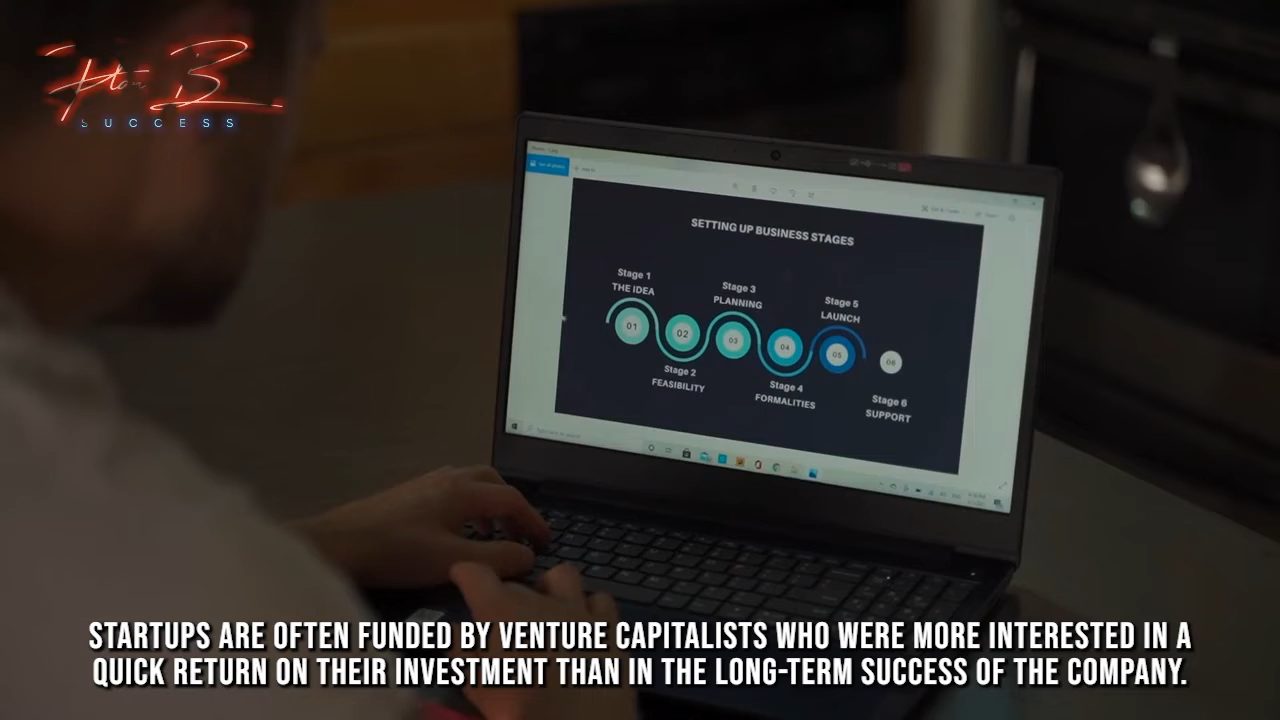 Plan B
SUCCESS
SETTING UP BUSINESS STAGES
Stage 1
THE IDEA
Stage 3
PLANNING
Stage 5
LAUNCH
01
02
03
04
05
06
Stage 2
FEASIBILITY
Stage 4
FORMALITIES
Stage 6
SUPPORT
STARTUPS ARE OFTEN FUNDED BY VENTURE CAPITALISTS WHO WERE MORE INTERESTED IN A
QUICK RETURN ON THEIR INVESTMENT THAN IN THE LONG-TERM SUCCESS OF THE COMPANY.